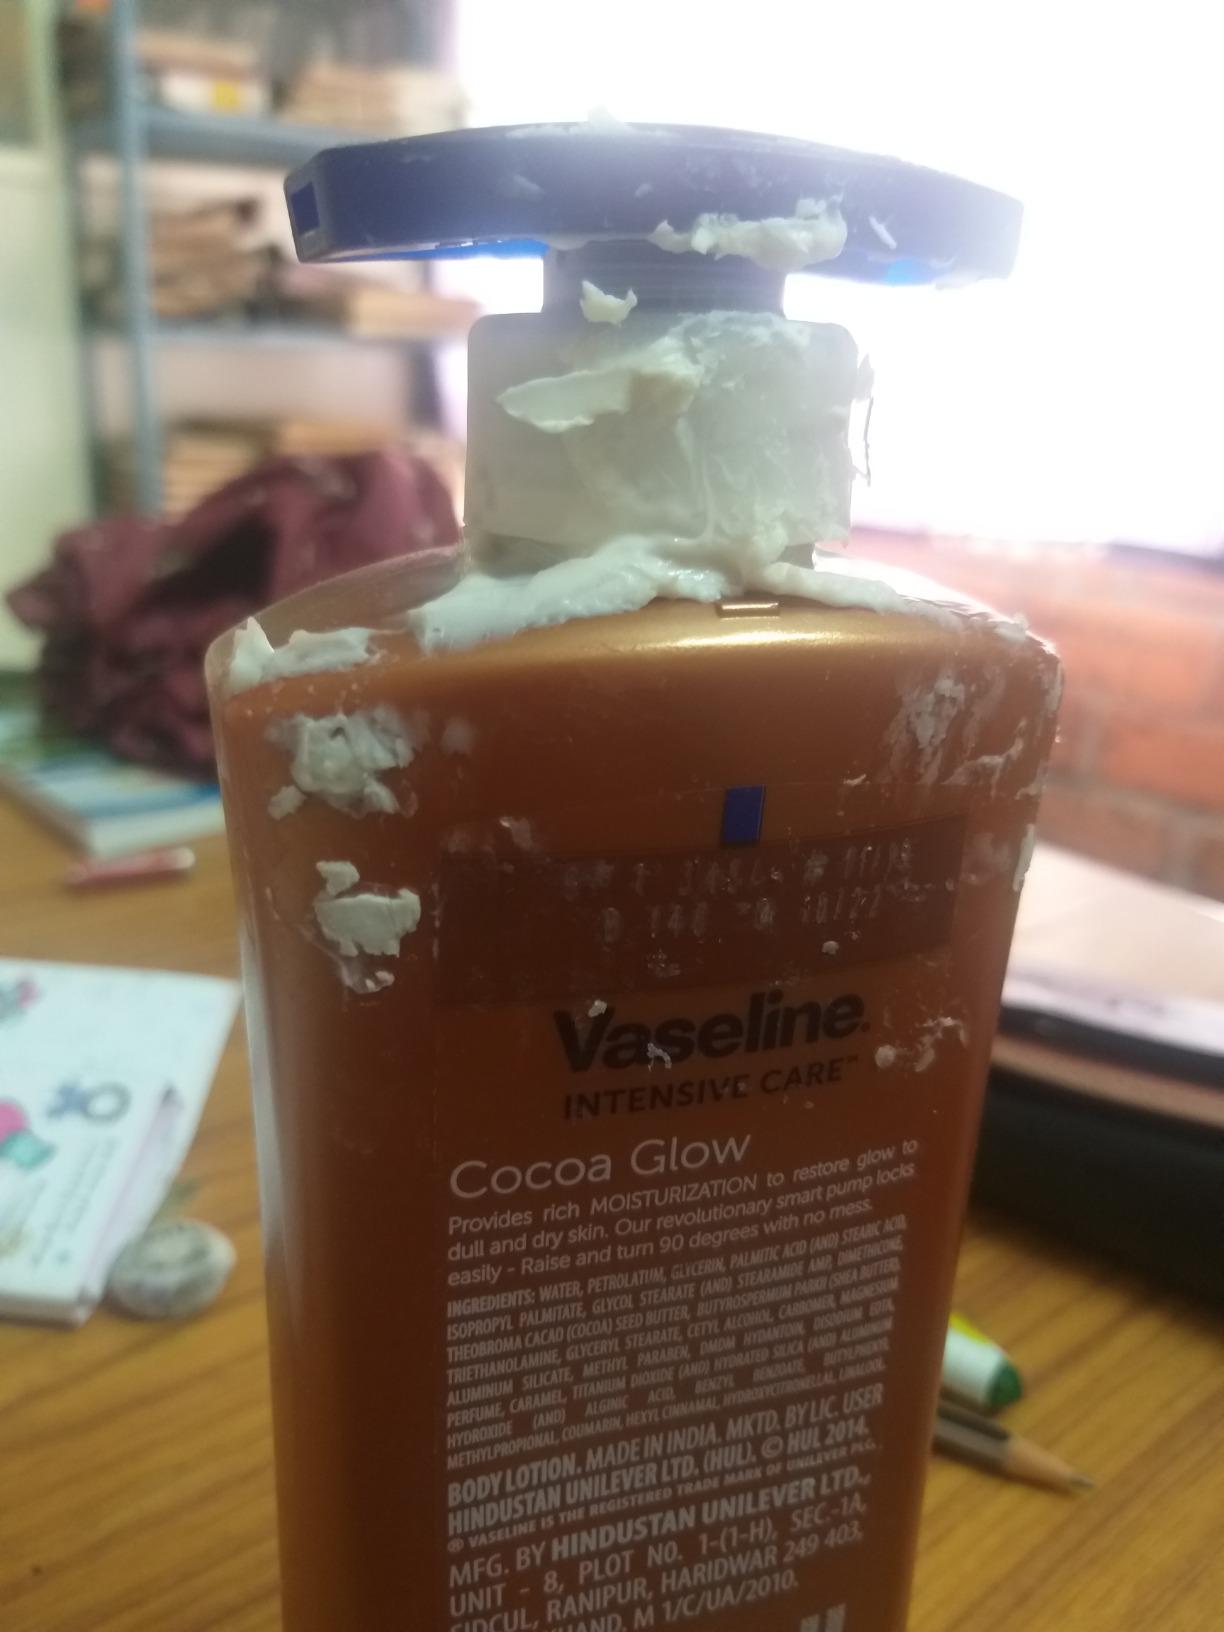 10/22
Vaseline.
INTENSIVE CARE™
Cocoa Glow
Provides rich MOISTURIZATION to restore glow to
dull and dry skin. Our revolutionary smart pump locks
easily - Raise and turn 90 degrees with no mess.
INGREDIENTS: WATER, PETROLATUM, GLYCERIN, PALMITIC ACID (AND) STEARIC ACID,
ISOPROPYL PALMITATE, GLYCOL STEARATE (AND) STEARAMIDE AMP, DIMETHICONE,
THEOBROMA CACAO (COCOA) SEED BUTTER, BUTYROSPERMUM PARKII (SHEA BUTTER),
TRIETHANOLAMINE, GLYCERYL STEARATE, CETYL ALCOHOL, CARBOMER, MAGNESIUM
ALUMINUM SILICATE, METHYL PARABEN, DMDM HYDANTOIN, DISODIUM EDTA,
PERFUME, CARAMEL, TITANIUM DIOXIDE (AND) HYDRATED SILICA (AND) ALUMINUM
HYDROXIDE (AND) ALGINIC ACID, BENZYL BENZOATE, BUTYLPHENYL
METHYLPROPIONAL, COUMARIN, HEXYL CINNAMAL, HYDROXYCITRONELLAL, LINALOOL.
BODY LOTION. MADE IN INDIA. MKTD. BY LIC. USER
HINDUSTAN UNILEVER LTD. (HUL). © HUL 2014.
® VASELINE IS THE REGISTERED TRADE MARK OF UNILEVER PLC.
MFG. BY HINDUSTAN UNILEVER LTD.,
UNIT - 8, PLOT NO. 1-(1-H), SEC.-1A,
SIDCUL, RANIPUR, HARIDWAR 249 403,
M 1/C/UA/2010.